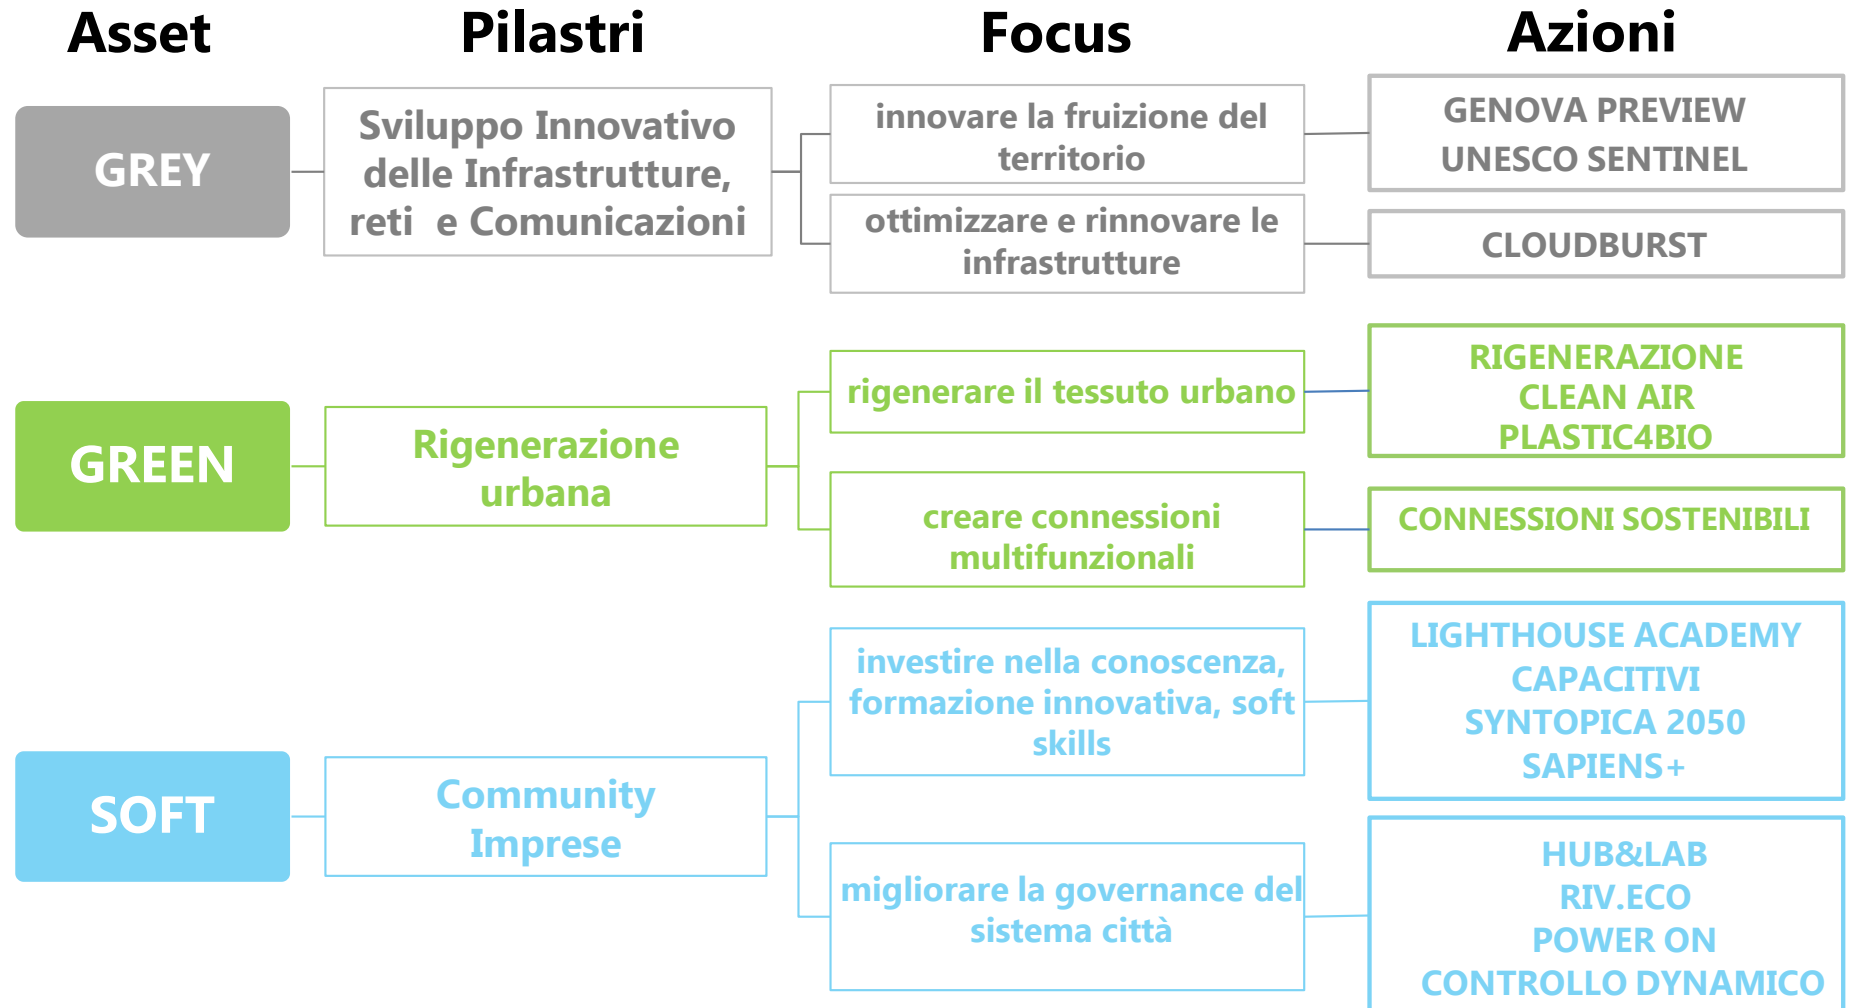 Asset
Pilastri
Focus
Azioni
GREY
Sviluppo Innovativo
delle Infrastrutture,
reti e Comunicazioni
innovare la fruizione del
territorio
GENOVA PREVIEW
UNESCO SENTINEL
ottimizzare e rinnovare le
infrastrutture
CLOUDBURST
GREEN
Rigenerazione
urbana
rigenerare il tessuto urbano
RIGENERAZIONE
CLEAN AIR
PLASTIC4BIO
creare connessioni
multifunzionali
CONNESSIONI SOSTENIBILI
SOFT
Community
Imprese
investire nella conoscenza,
formazione innovativa, soft
skills
LIGHTHOUSE ACADEMY
CAPACITIVI
SYNTOPICA 2050
SAPIENS+
migliorare la governance del
sistema città
HUB&LAB
RIV.ECO
POWER ON
CONTROLLO DYNAMICO